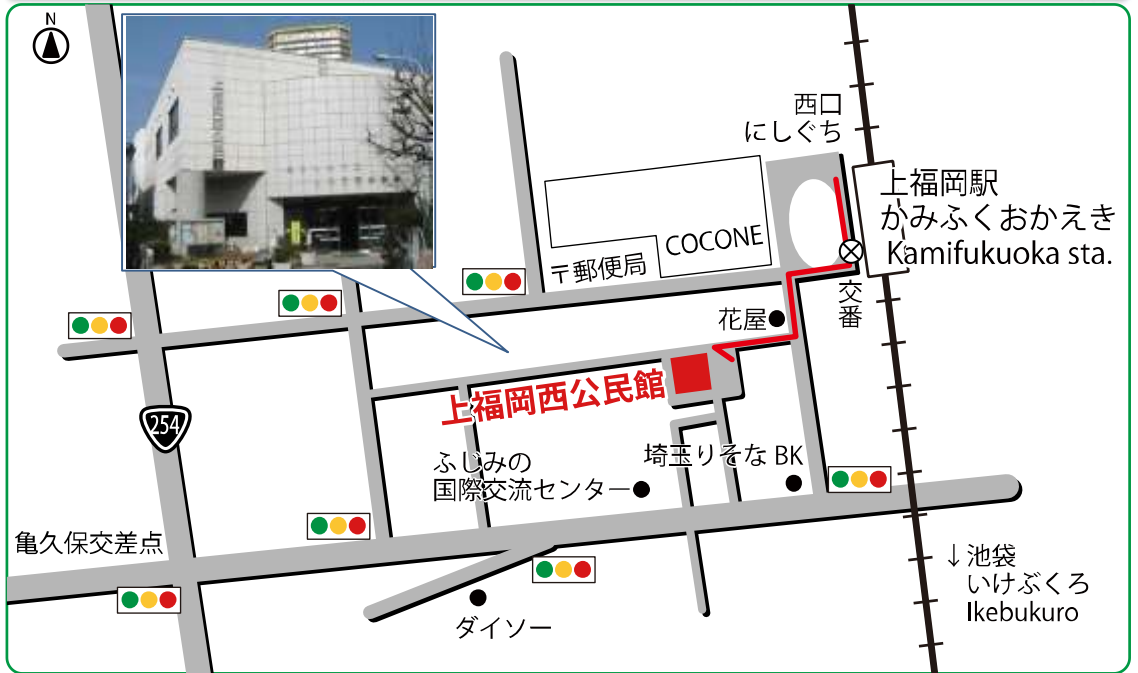 N
西口
にしぐち
上福岡駅
かみふくおかえき
Kamifukuoka sta.
COCONE
〒郵便局
交番
花屋
上福岡西公民館
254
ふじみの
国際交流センター
埼玉りそな BK
亀久保交差点
↓池袋
いけぶくろ
Ikebukuro
ダイソー